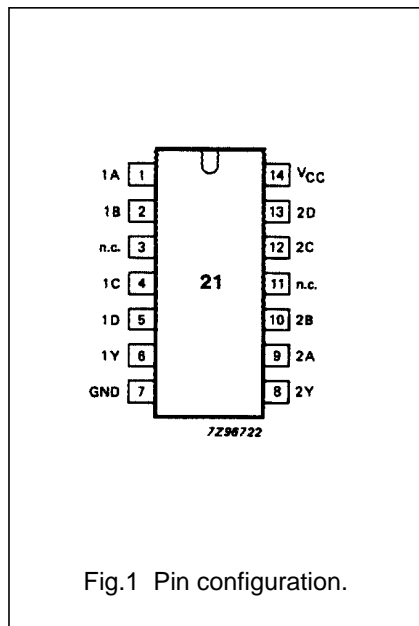 1A 1 14 VCC
1B 2 13 2D
n.c. 3 12 2C
1C 4 21 11 n.c.
1D 5 10 2B
1Y 6 9 2A
GND 7 8 2Y
7Z96722
Fig.1 Pin configuration.